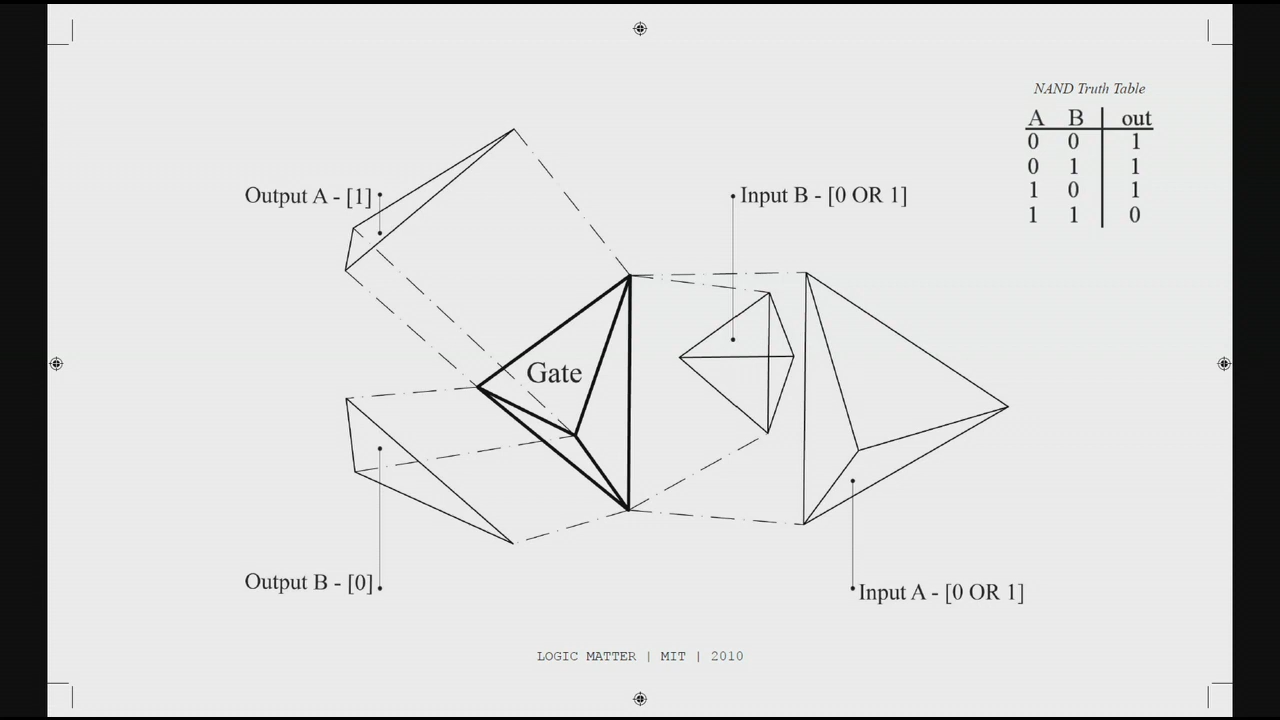 NAND Truth Table
A B out
0 0 1
0 1 1
1 0 1
1 1 0
Output A - [1]
Input B - [0 OR 1]
Gate
Output B - [0]
Input A - [0 OR 1]
LOGIC MATTER | MIT | 2010